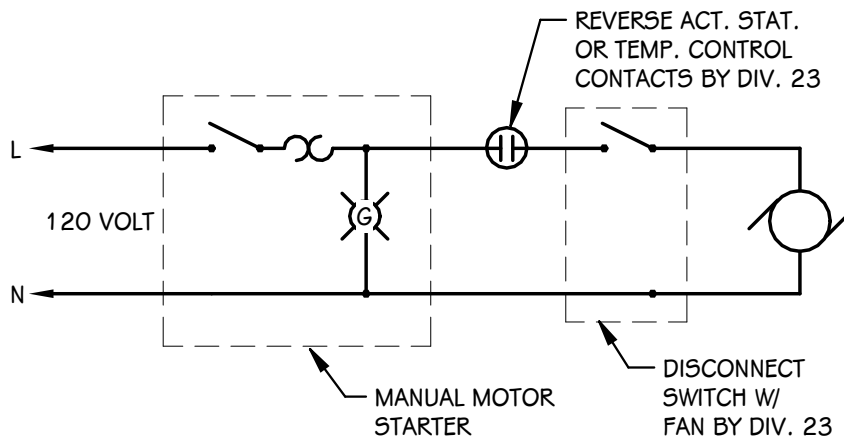 REVERSE ACT. STAT.
OR TEMP. CONTROL
CONTACTS BY DIV. 23
L
120 VOLT
G
N
MANUAL MOTOR
STARTER
DISCONNECT
SWITCH W/
FAN BY DIV. 23